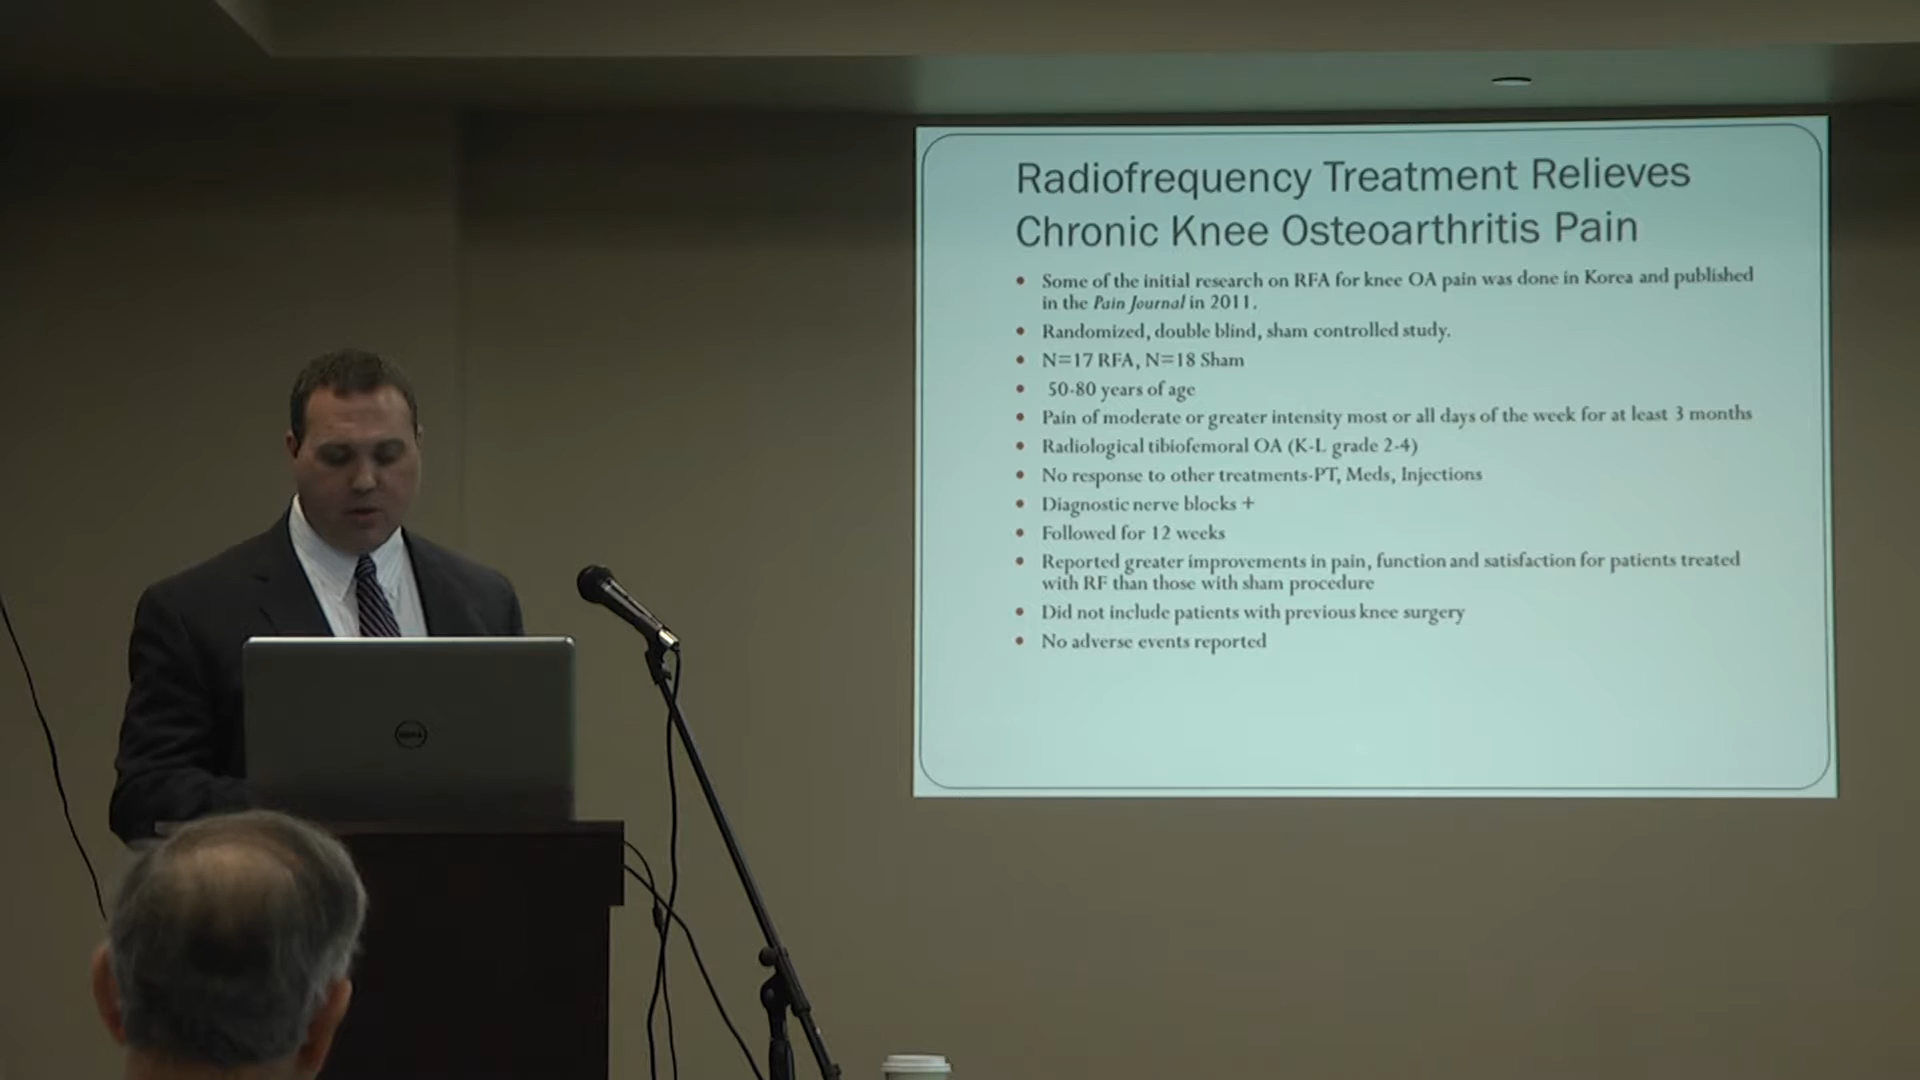 Radiofrequency Treatment Relieves
Chronic Knee Osteoarthritis Pain
• Some of the initial research on RFA for knee OA pain was done in Korea and published
in the Pain Journal in 2011.
• Randomized, double blind, sham controlled study.
• N=17 RFA, N=18 Sham
• 50-80 years of age
• Pain of moderate or greater intensity most or all days of the week for at least 3 months
• Radiological tibiofemoral OA (K-L grade 2-4)
• No response to other treatments-PT, Meds, Injections
• Diagnostic nerve blocks +
• Followed for 12 weeks
• Reported greater improvements in pain, function and satisfaction for patients treated
with RF than those with sham procedure
• Did not include patients with previous knee surgery
• No adverse events reported
DELL